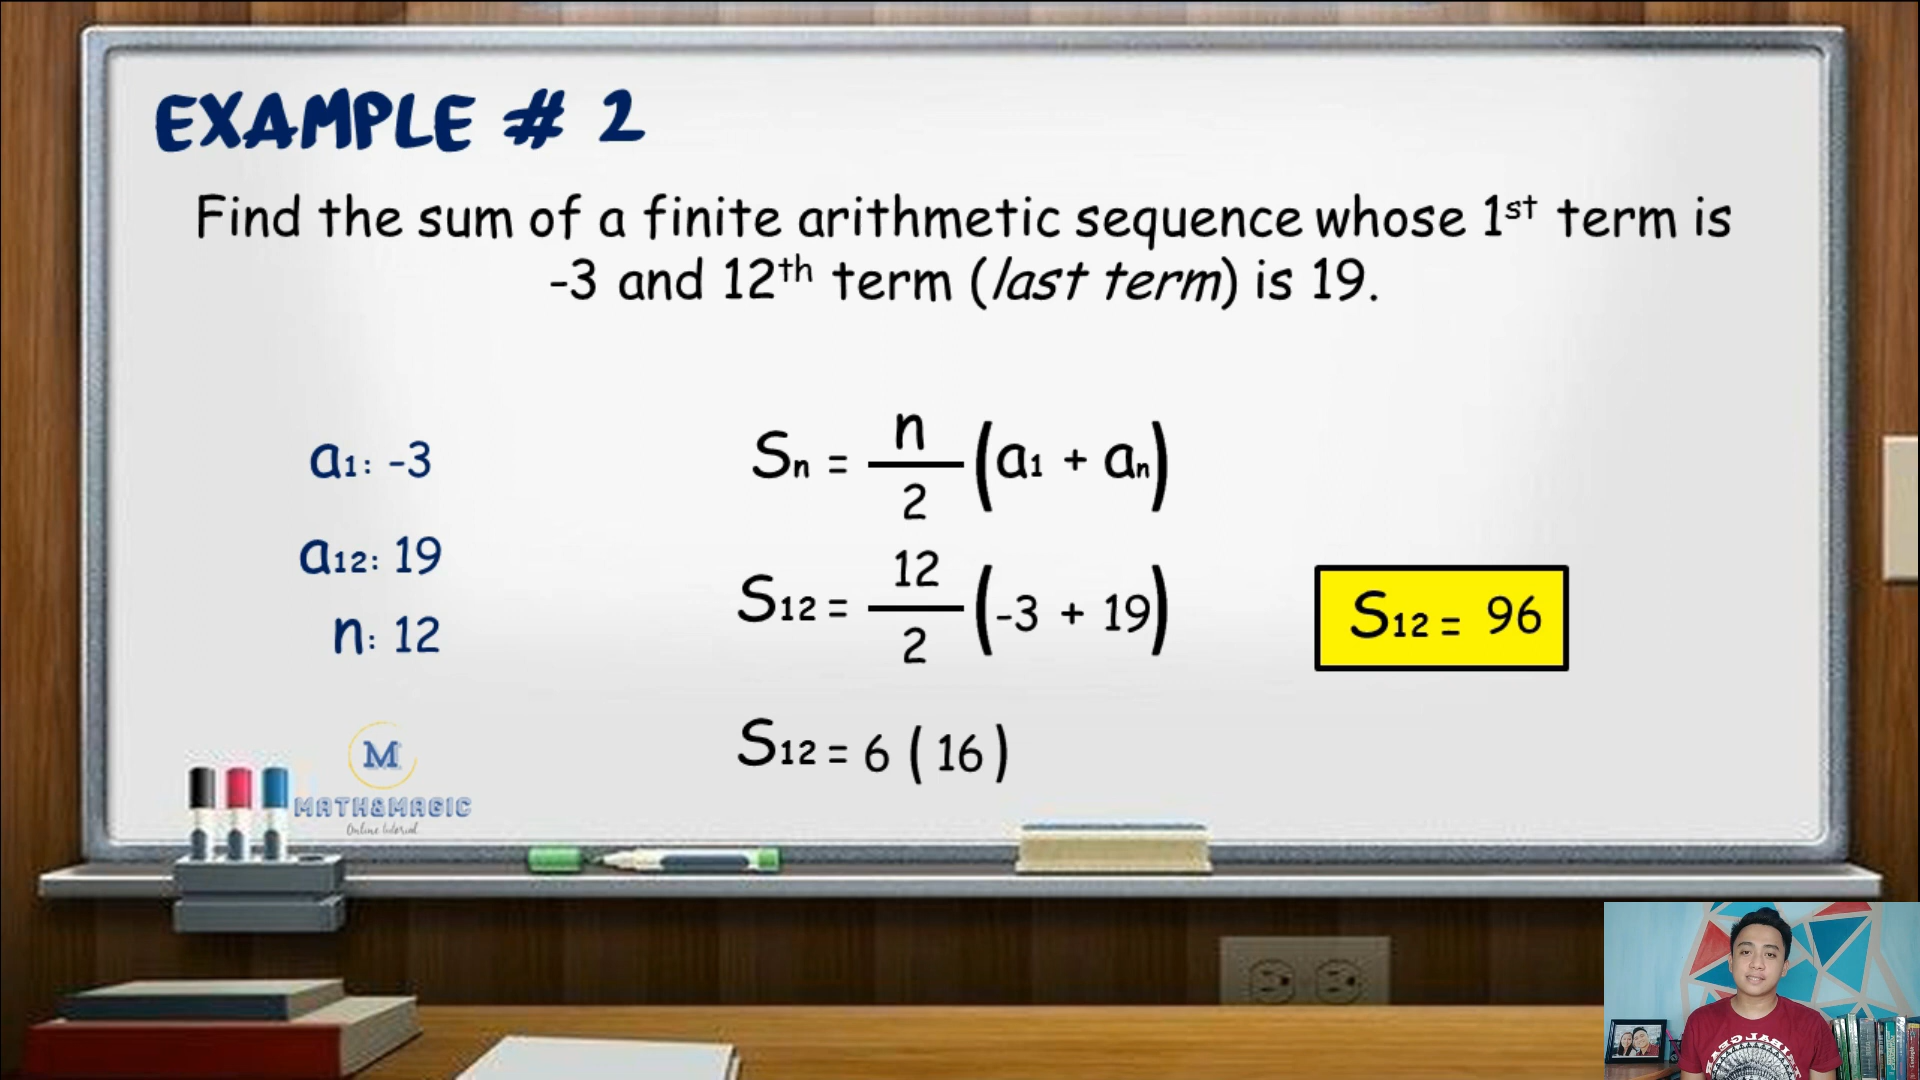 EXAMPLE # 2
Find the sum of a finite arithmetic sequence whose 1st term is
-3 and 12th term (last term) is 19.
a1: -3
a12: 19
n: 12
Sn = n/2 (a1 + an)
S12 = 12/2 (-3 + 19)
S12 = 6 ( 16 )
S12 = 96
M
MATH&MAGIC
Online tutorial